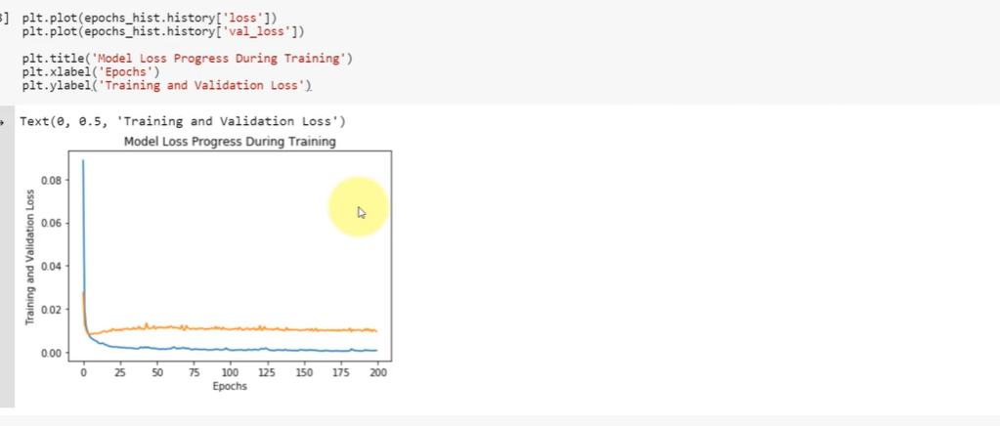 3] plt.plot(epochs_hist.history['loss'])
plt.plot(epochs_hist.history['val_loss'])
plt.title('Model Loss Progress During Training')
plt.xlabel('Epochs')
plt.ylabel('Training and Validation Loss')
Text(0, 0.5, 'Training and Validation Loss')
Model Loss Progress During Training
Training and Validation Loss
0.08
0.06
0.04
0.02
0.00
0 25 50 75 100 125 150 175 200
Epochs